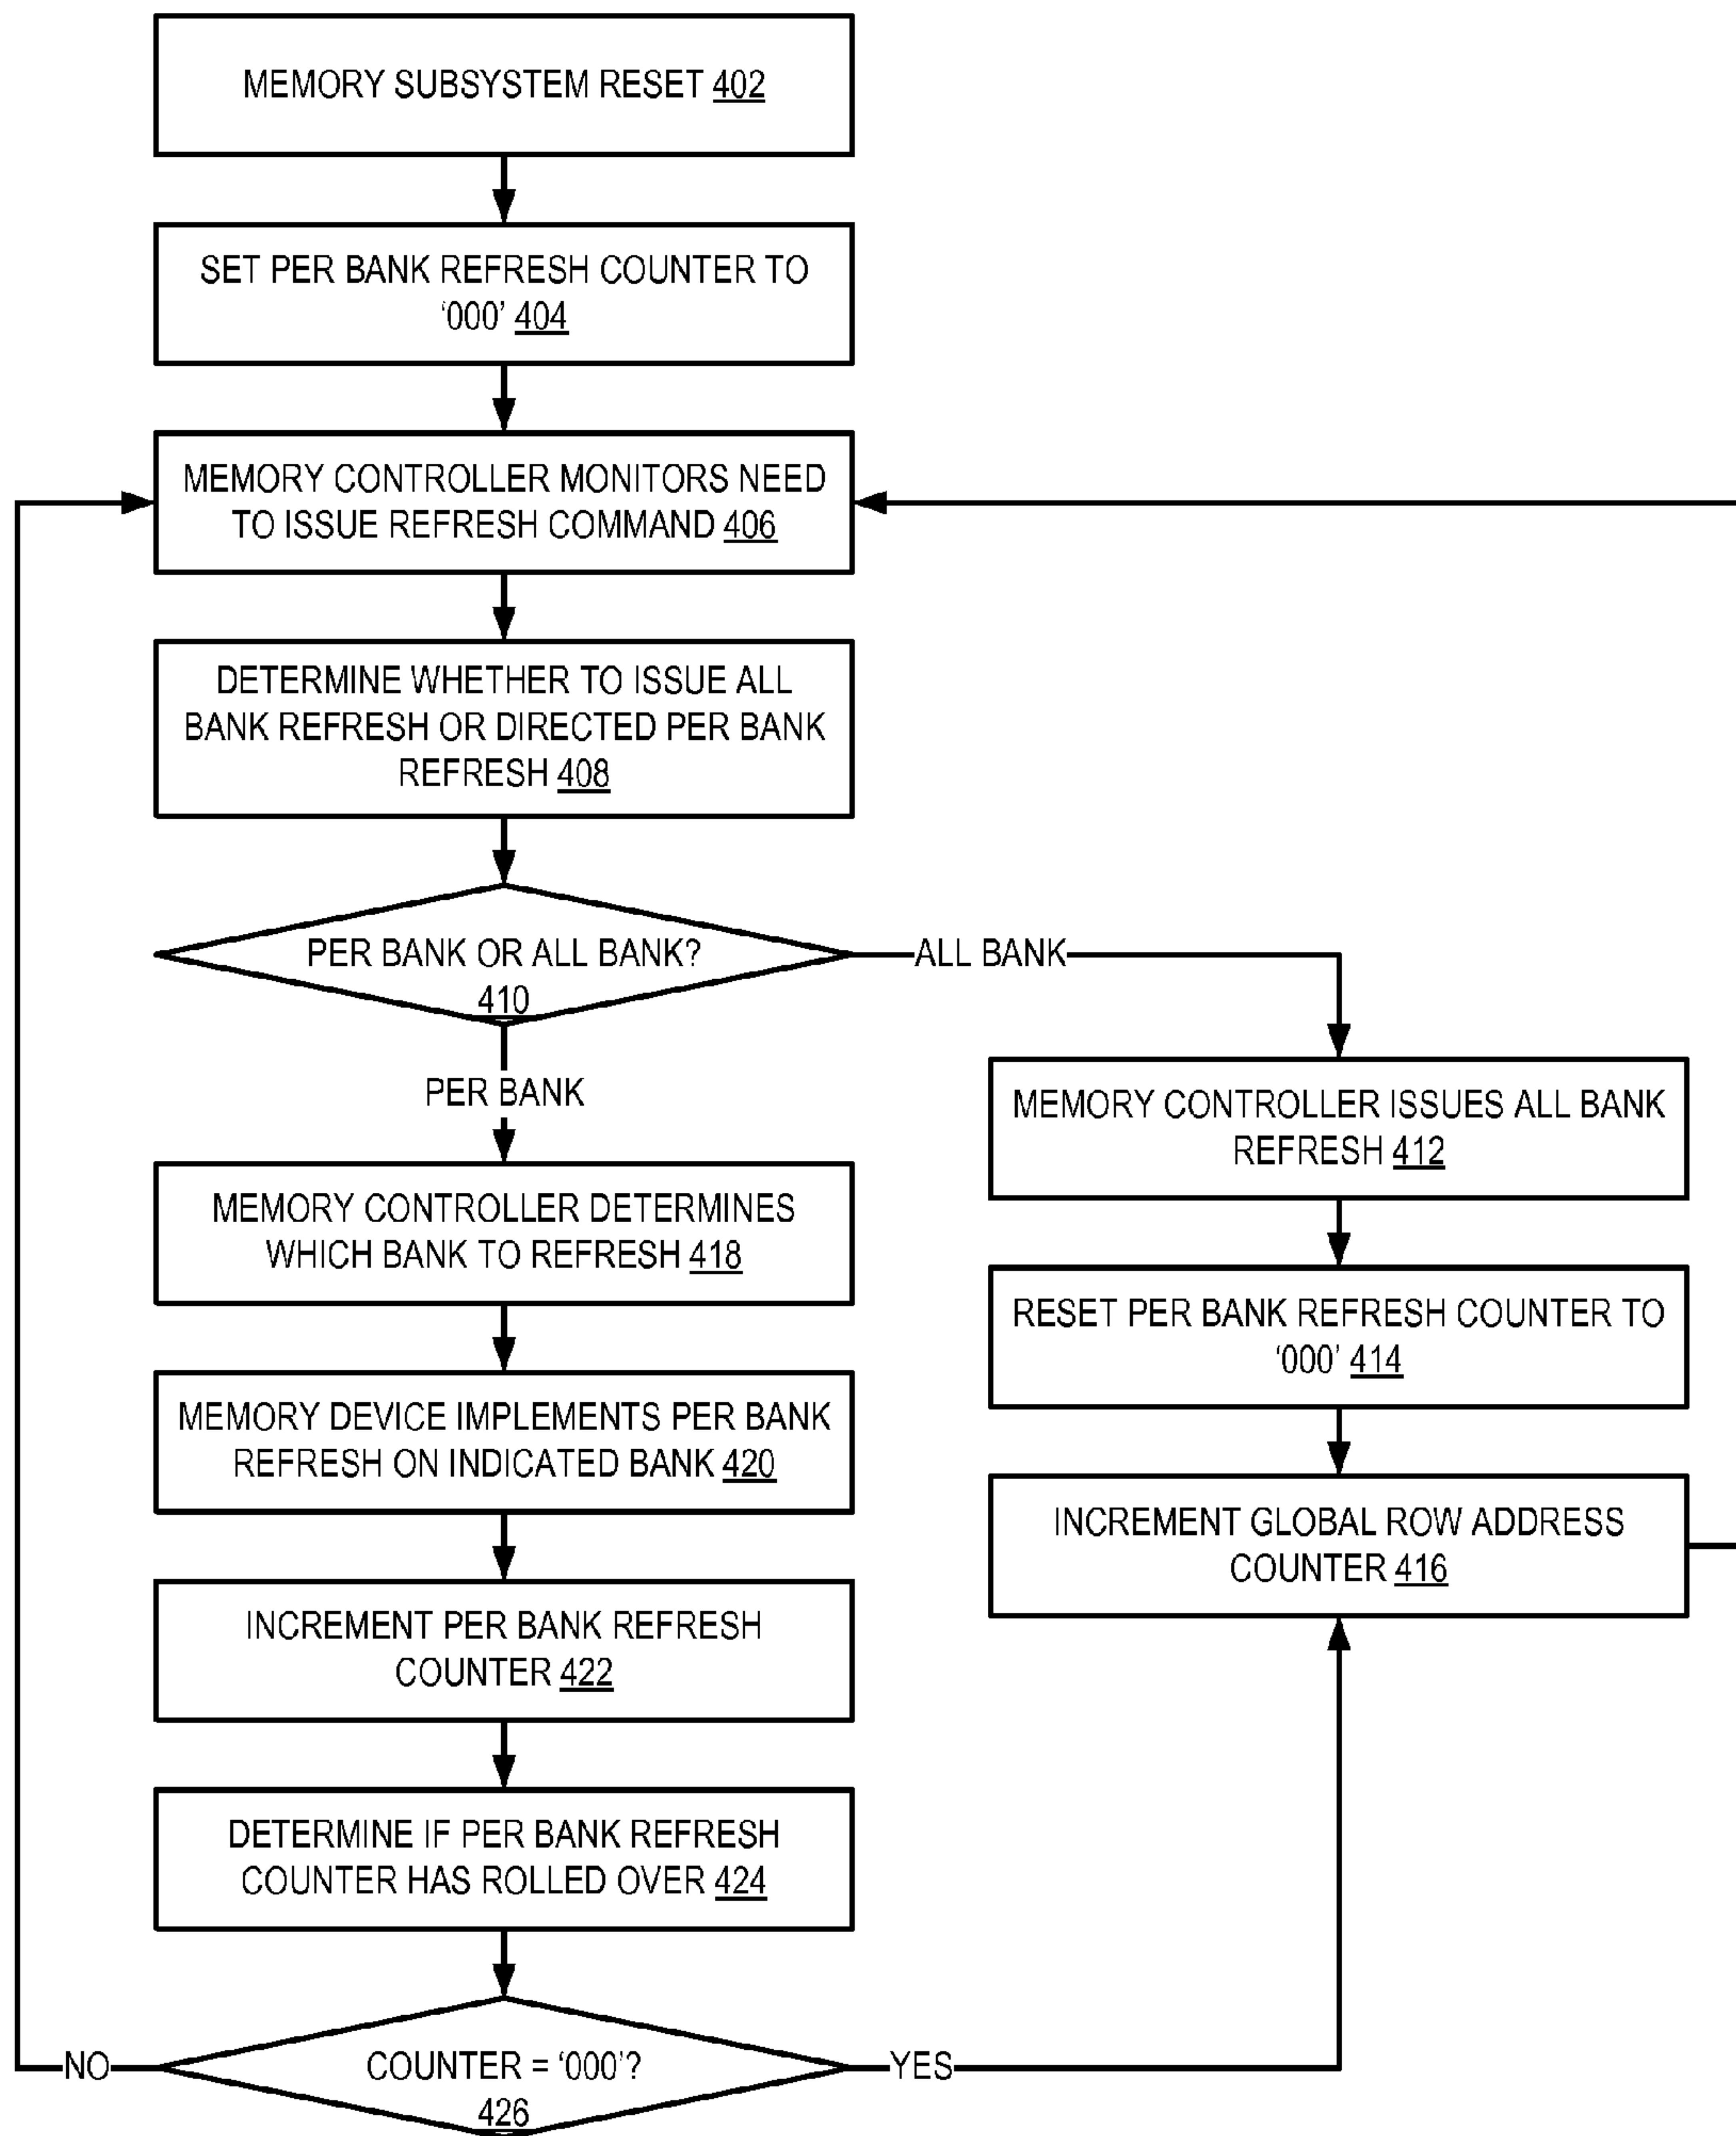 MEMORY SUBSYSTEM RESET 402
SET PER BANK REFRESH COUNTER TO
‘000’ 404
MEMORY CONTROLLER MONITORS NEED
TO ISSUE REFRESH COMMAND 406
DETERMINE WHETHER TO ISSUE ALL
BANK REFRESH OR DIRECTED PER BANK
REFRESH 408
PER BANK OR ALL BANK?
410
ALL BANK
PER BANK
MEMORY CONTROLLER ISSUES ALL BANK
REFRESH 412
RESET PER BANK REFRESH COUNTER TO
‘000’ 414
INCREMENT GLOBAL ROW ADDRESS
COUNTER 416
MEMORY CONTROLLER DETERMINES
WHICH BANK TO REFRESH 418
MEMORY DEVICE IMPLEMENTS PER BANK
REFRESH ON INDICATED BANK 420
INCREMENT PER BANK REFRESH
COUNTER 422
DETERMINE IF PER BANK REFRESH
COUNTER HAS ROLLED OVER 424
NO
COUNTER = ‘000’?
426
YES